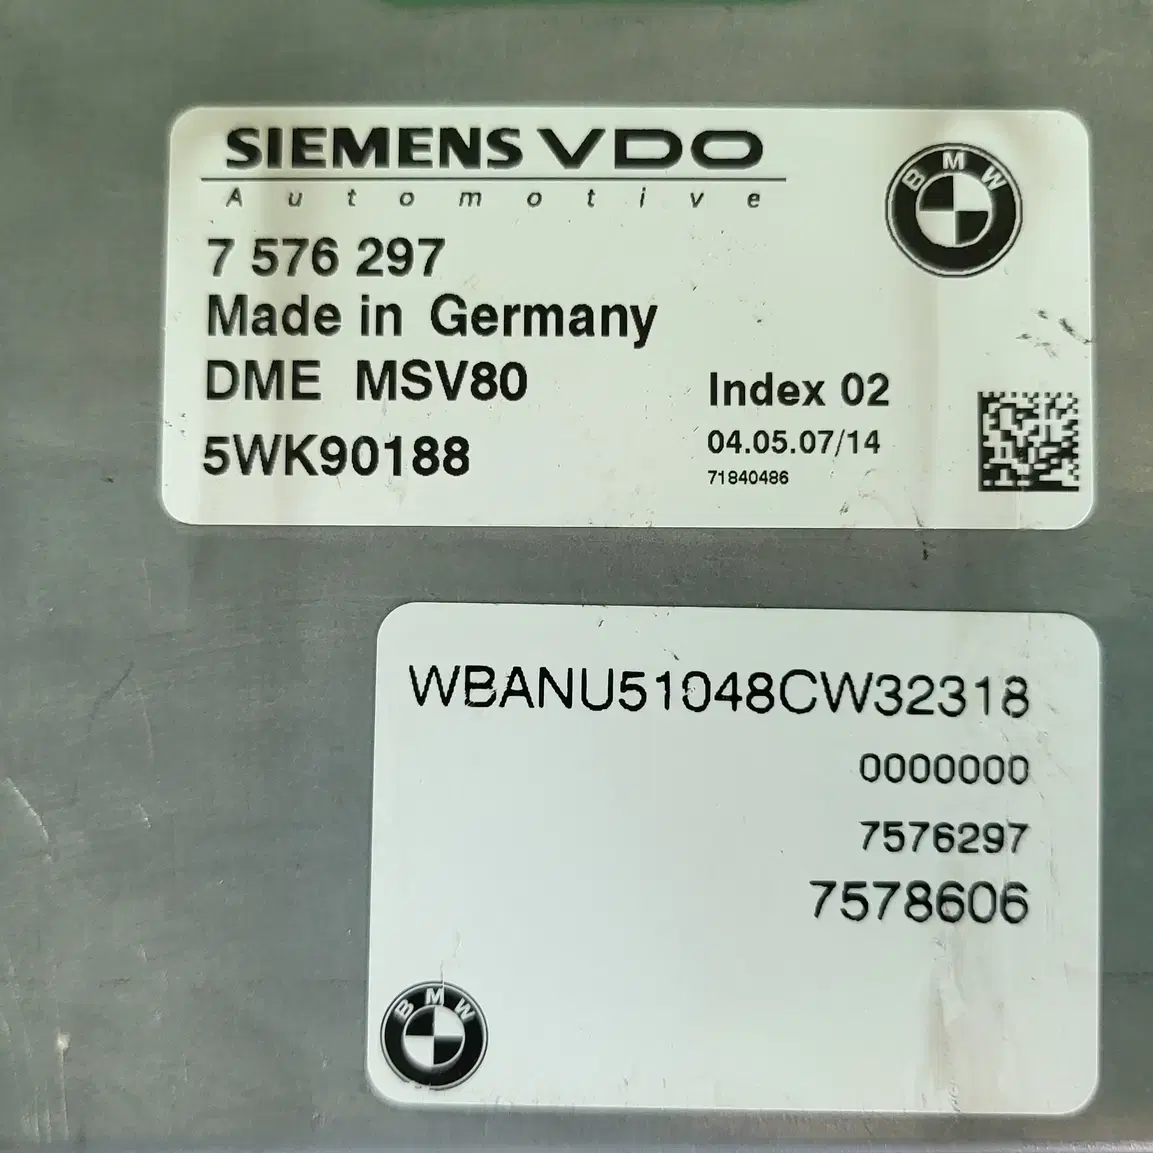 SIEMENS VDO
Automotive
BMW
7 576 297
Made in Germany
DME MSV80
Index 02
5WK90188
04.05.07/14
71840486
WBANU51048CW32318
0000000
7576297
7578606
BMW